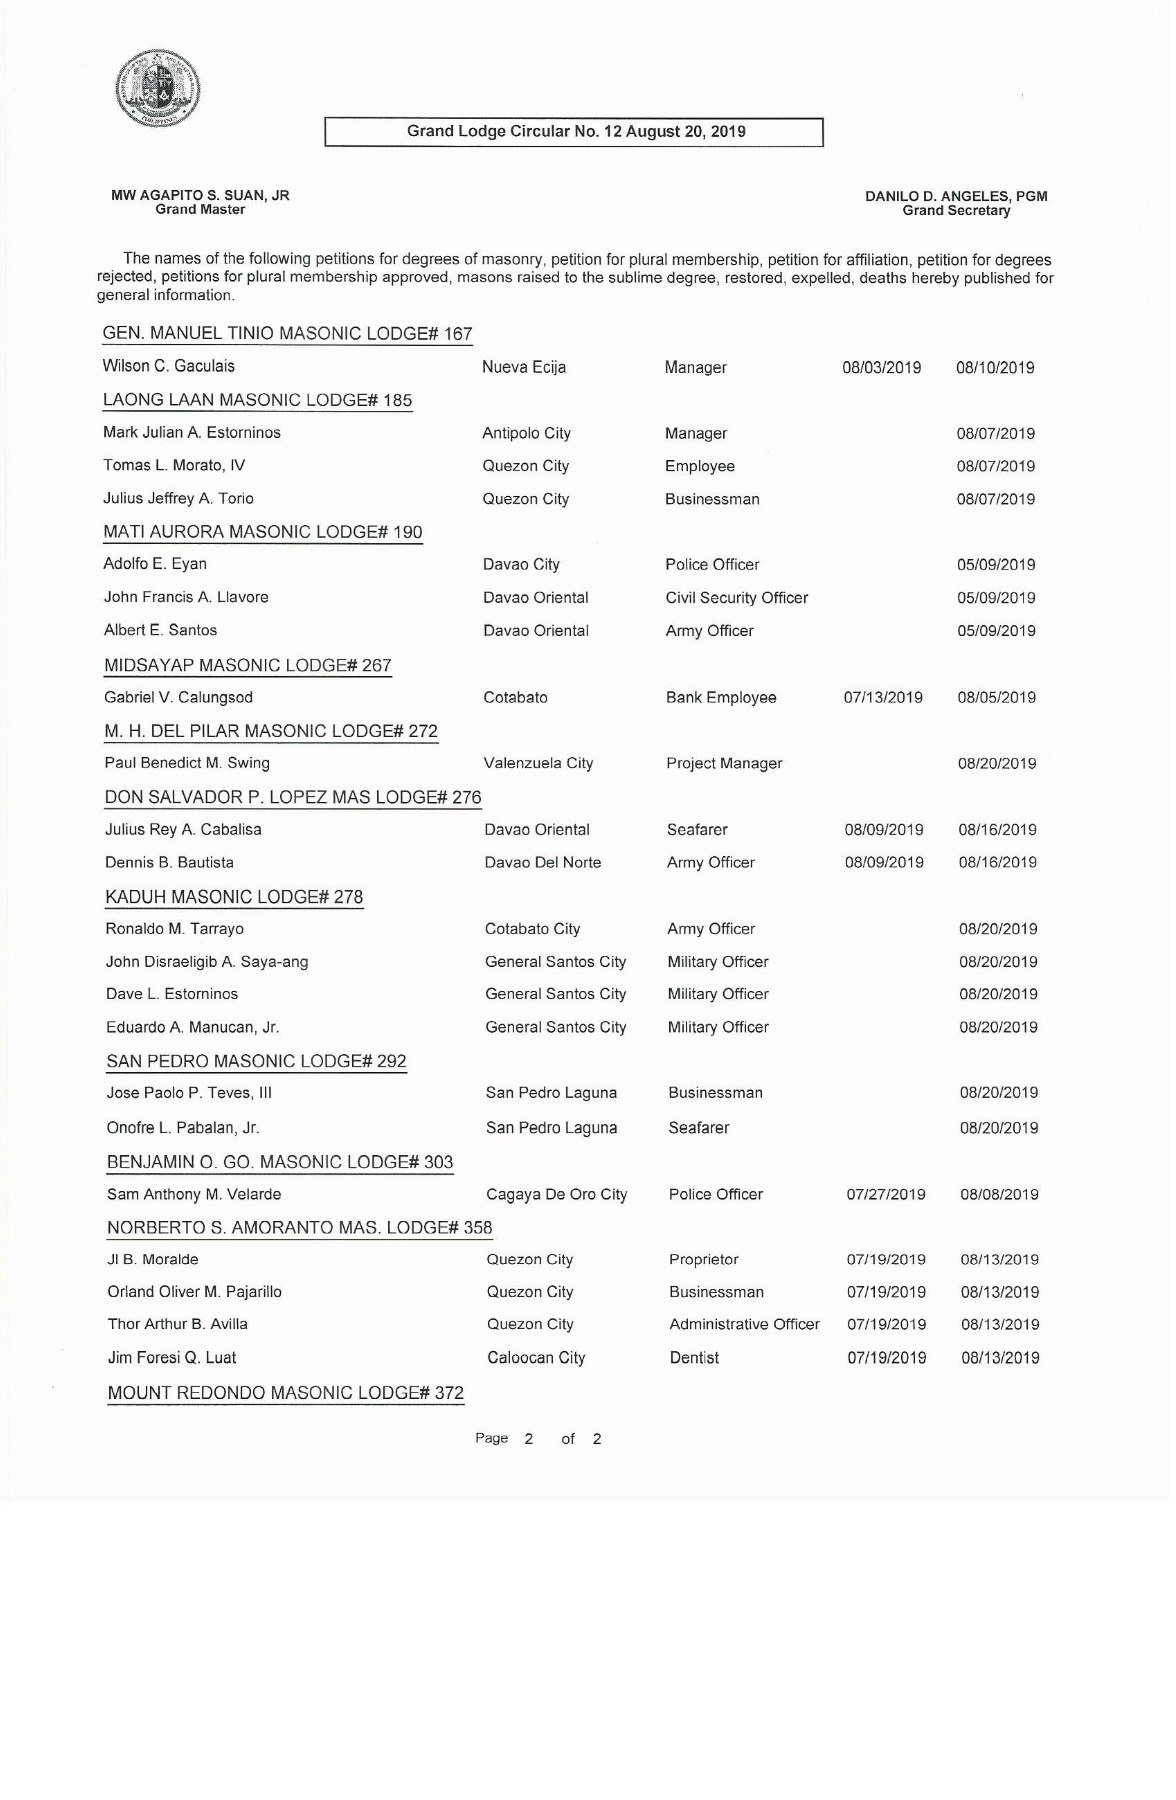 PHILIPPINES
Grand Lodge Circular No. 12 August 20, 2019
MW AGAPITO S. SUAN, JR
Grand Master
DANILO D. ANGELES, PGM
Grand Secretary
The names of the following petitions for degrees of masonry, petition for plural membership, petition for affiliation, petition for degrees
rejected, petitions for plural membership approved, masons raised to the sublime degree, restored, expelled, deaths hereby published for
general information.
GEN. MANUEL TINIO MASONIC LODGE# 167
Wilson C. Gaculais Nueva Ecija Manager 08/03/2019 08/10/2019
LAONG LAAN MASONIC LODGE# 185
Mark Julian A. Estorninos Antipolo City Manager 08/07/2019
Tomas L. Morato, IV Quezon City Employee 08/07/2019
Julius Jeffrey A. Torio Quezon City Businessman 08/07/2019
MATI AURORA MASONIC LODGE# 190
Adolfo E. Eyan Davao City Police Officer 05/09/2019
John Francis A. Llavore Davao Oriental Civil Security Officer 05/09/2019
Albert E. Santos Davao Oriental Army Officer 05/09/2019
MIDSAYAP MASONIC LODGE# 267
Gabriel V. Calungsod Cotabato Bank Employee 07/13/2019 08/05/2019
M. H. DEL PILAR MASONIC LODGE# 272
Paul Benedict M. Swing Valenzuela City Project Manager 08/20/2019
DON SALVADOR P. LOPEZ MAS LODGE# 276
Julius Rey A. Cabalisa Davao Oriental Seafarer 08/09/2019 08/16/2019
Dennis B. Bautista Davao Del Norte Army Officer 08/09/2019 08/16/2019
KADUH MASONIC LODGE# 278
Ronaldo M. Tarrayo Cotabato City Army Officer 08/20/2019
John Disraeligib A. Saya-ang General Santos City Military Officer 08/20/2019
Dave L. Estorninos General Santos City Military Officer 08/20/2019
Eduardo A. Manucan, Jr. General Santos City Military Officer 08/20/2019
SAN PEDRO MASONIC LODGE# 292
Jose Paolo P. Teves, III San Pedro Laguna Businessman 08/20/2019
Onofre L. Pabalan, Jr. San Pedro Laguna Seafarer 08/20/2019
BENJAMIN O. GO. MASONIC LODGE# 303
Sam Anthony M. Velarde Cagaya De Oro City Police Officer 07/27/2019 08/08/2019
NORBERTO S. AMORANTO MAS. LODGE# 358
JI B. Moralde Quezon City Proprietor 07/19/2019 08/13/2019
Orland Oliver M. Pajarillo Quezon City Businessman 07/19/2019 08/13/2019
Thor Arthur B. Avilla Quezon City Administrative Officer 07/19/2019 08/13/2019
Jim Foresi Q. Luat Caloocan City Dentist 07/19/2019 08/13/2019
MOUNT REDONDO MASONIC LODGE# 372
Page 2 of 2